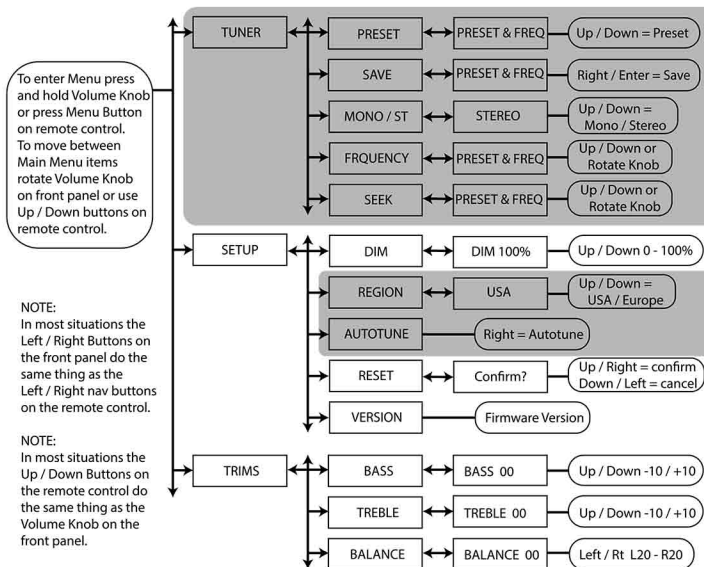 To enter Menu press
and hold Volume Knob
or press Menu Button
on remote control.
To move between
Main Menu items
rotate Volume Knob
on front panel or use
Up / Down buttons on
remote control.
NOTE:
In most situations the
Left / Right Buttons on
the front panel do the
same thing as the
Left / Right nav buttons
on the remote control.
NOTE:
In most situations the
Up / Down Buttons on
the remote control do
the same thing as the
Volume Knob on the
front panel.
TUNER
PRESET
PRESET & FREQ
Up / Down = Preset
SAVE
PRESET & FREQ
Right / Enter = Save
MONO / ST
STEREO
Up / Down =
Mono / Stereo
FRQUENCY
PRESET & FREQ
Up / Down or
Rotate Knob
SEEK
PRESET & FREQ
Up / Down or
Rotate Knob
SETUP
DIM
DIM 100%
Up / Down 0 - 100%
REGION
USA
Up / Down =
USA / Europe
AUTOTUNE
Right = Autotune
RESET
Confirm?
Up / Right = confirm
Down / Left = cancel
VERSION
Firmware Version
TRIMS
BASS
BASS 00
Up / Down -10 / +10
TREBLE
TREBLE 00
Up / Down -10 / +10
BALANCE
BALANCE 00
Left / Rt L20 - R20